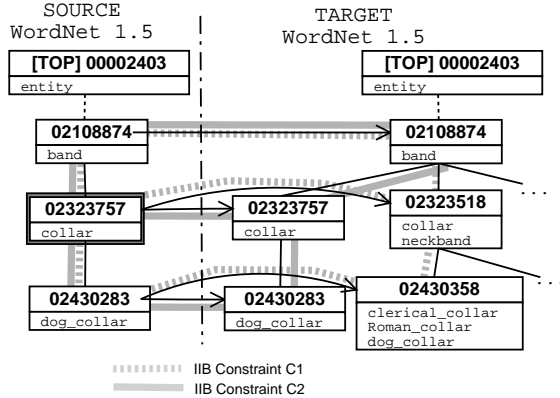 SOURCE
WordNet 1.5
TARGET
WordNet 1.5
[TOP] 00002403
entity
[TOP] 00002403
entity
02108874
band
02108874
band
02323757
collar
02323757
collar
02323518
collar
neckband
...
02430283
dog_collar
02430283
dog_collar
02430358
clerical_collar
Roman_collar
dog_collar
...
IIB Constraint C1
IIB Constraint C2